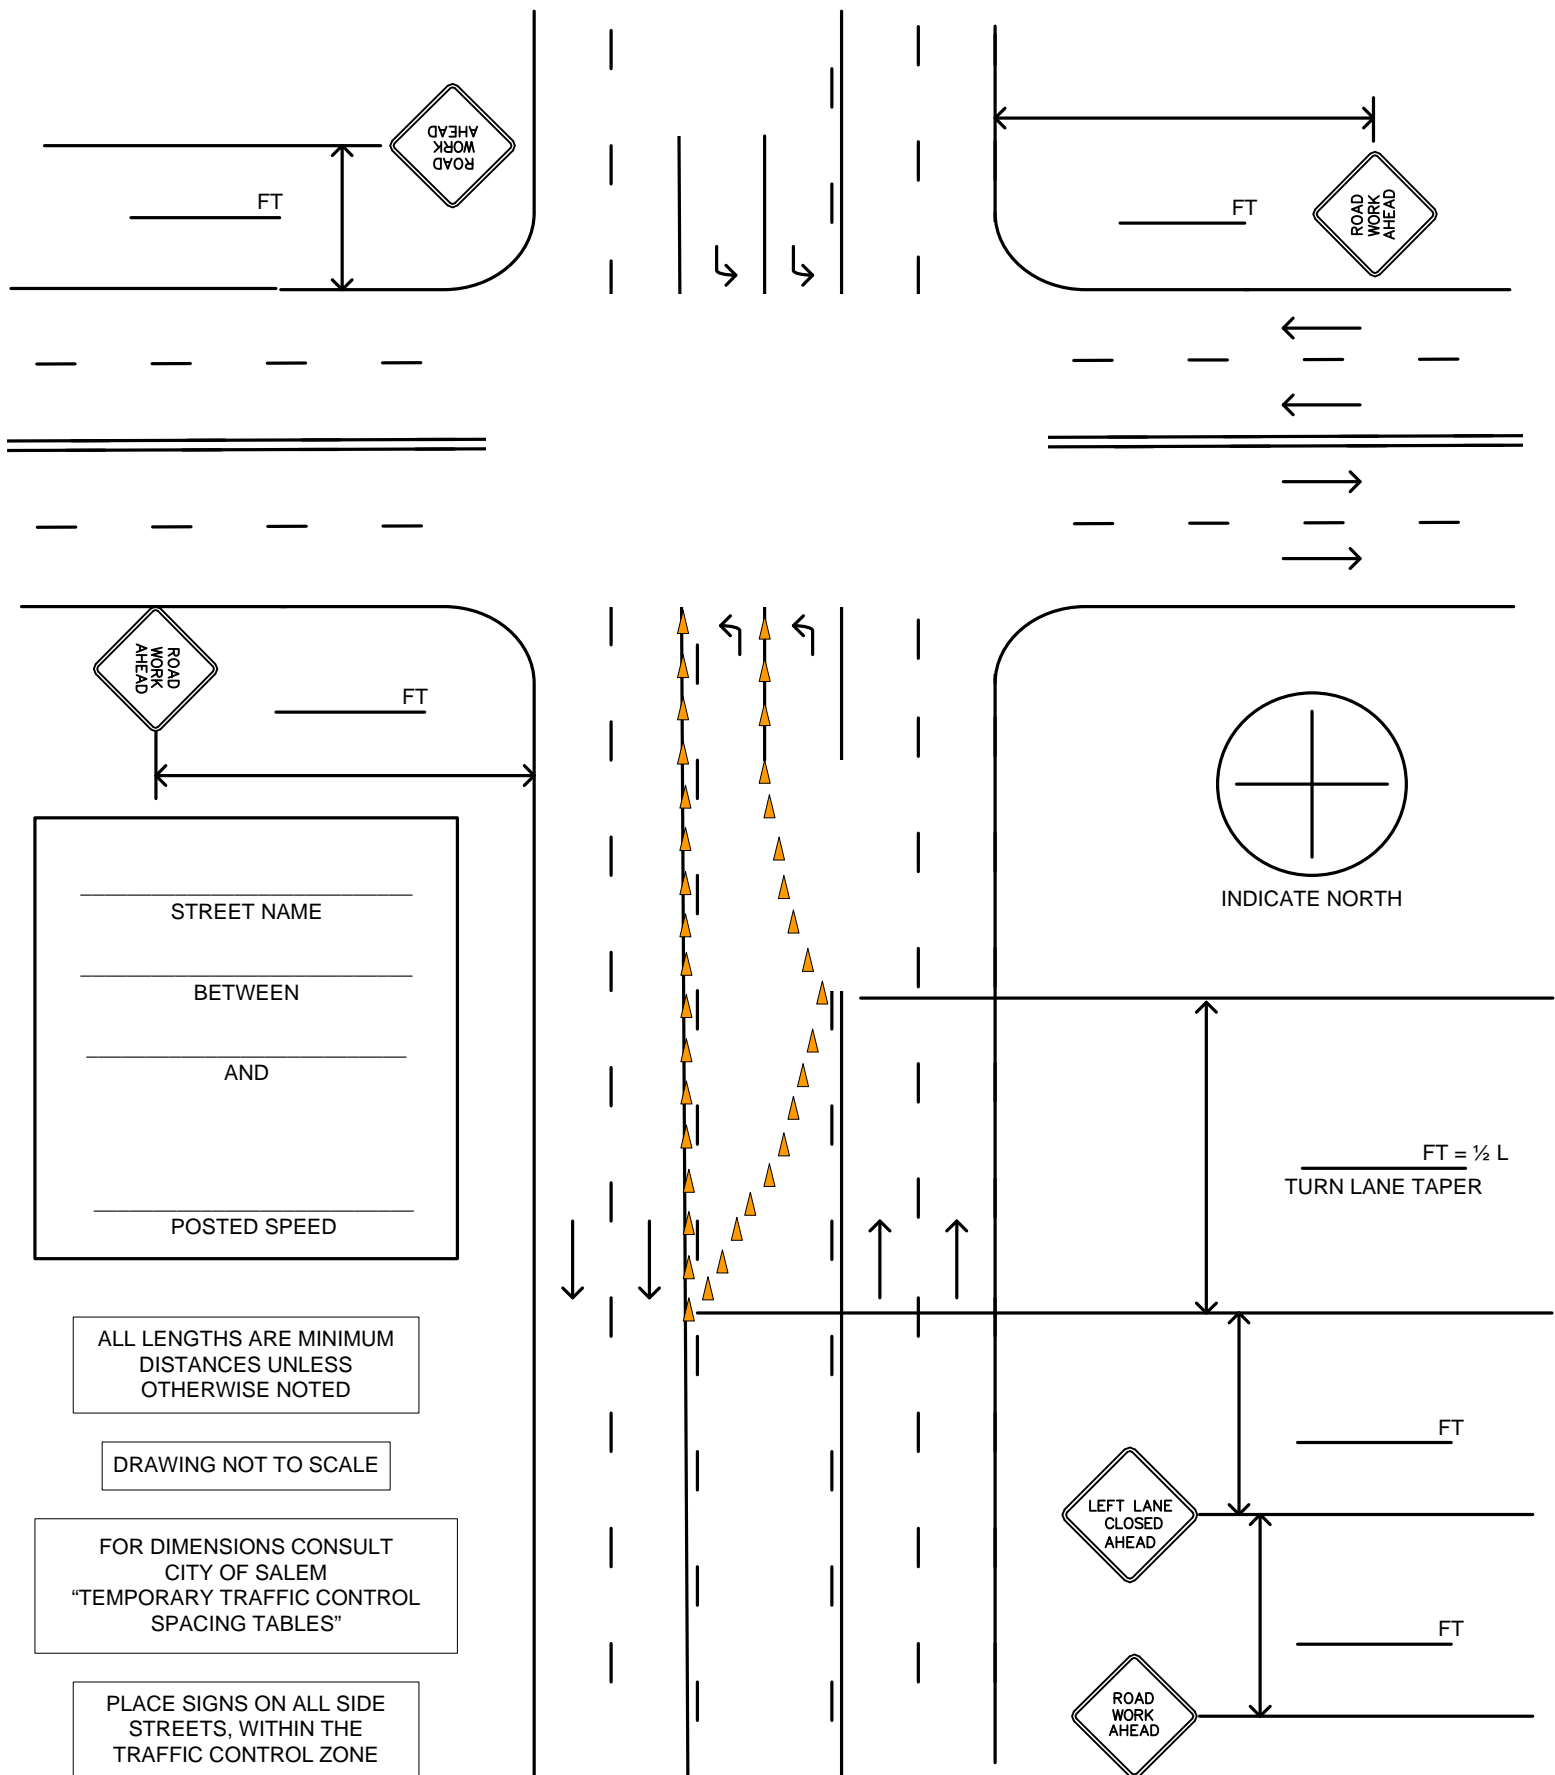 ROAD
WORK
AHEAD
FT
FT
ROAD
WORK
AHEAD
ROAD
WORK
AHEAD
FT
STREET NAME
BETWEEN
AND
POSTED SPEED
INDICATE NORTH
FT = ½ L
TURN LANE TAPER
ALL LENGTHS ARE MINIMUM
DISTANCES UNLESS
OTHERWISE NOTED
DRAWING NOT TO SCALE
FOR DIMENSIONS CONSULT
CITY OF SALEM
“TEMPORARY TRAFFIC CONTROL
SPACING TABLES”
PLACE SIGNS ON ALL SIDE
STREETS, WITHIN THE
TRAFFIC CONTROL ZONE
FT
LEFT LANE
CLOSED
AHEAD
FT
ROAD
WORK
AHEAD